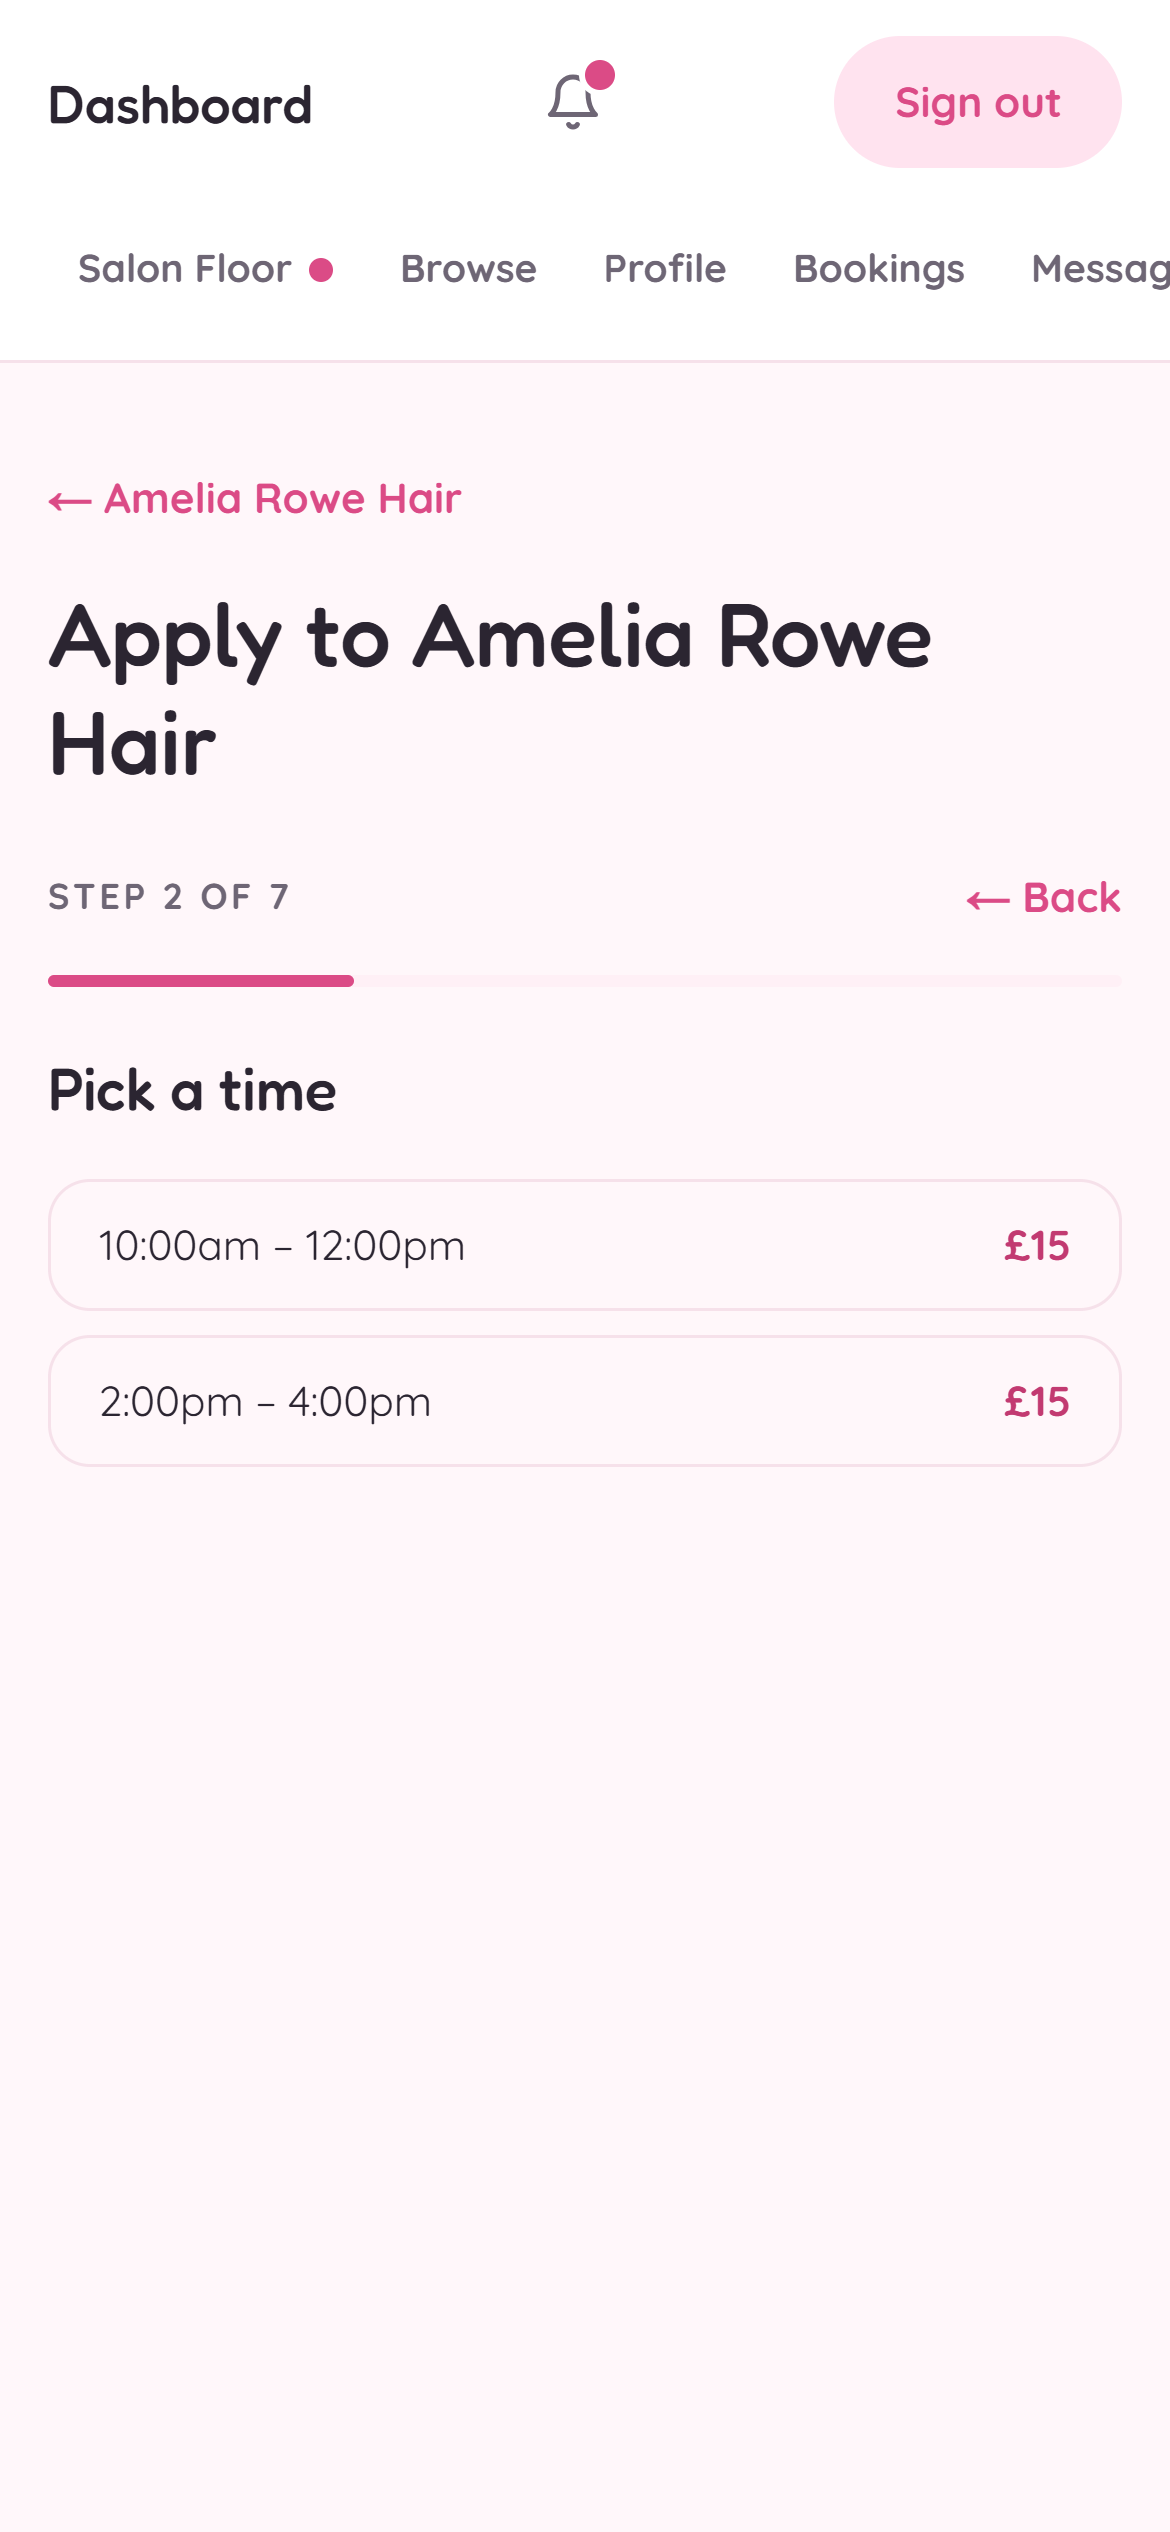 Dashboard
Sign out
Salon Floor
Browse
Profile
Bookings
Messag
← Amelia Rowe Hair
Apply to Amelia Rowe
Hair
STEP 2 OF 7
← Back
Pick a time
10:00am – 12:00pm
£15
2:00pm – 4:00pm
£15